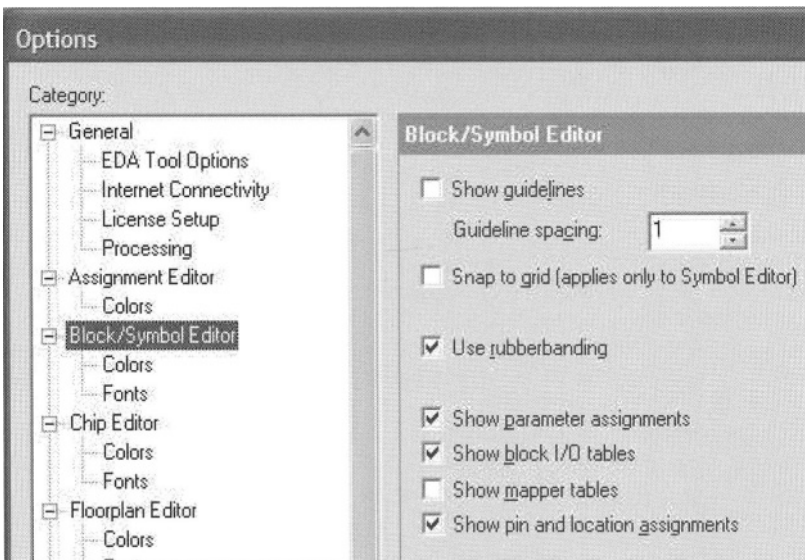 Options
Category:
General
EDA Tool Options
Internet Connectivity
License Setup
Processing
Assignment Editor
Colors
Block/Symbol Editor
Colors
Fonts
Chip Editor
Colors
Fonts
Floorplan Editor
Colors
Block/Symbol Editor
Show guidelines
Guideline spacing: 1
Snap to grid (applies only to Symbol Editor)
Use rubberbanding
Show parameter assignments
Show block I/O tables
Show mapper tables
Show pin and location assignments